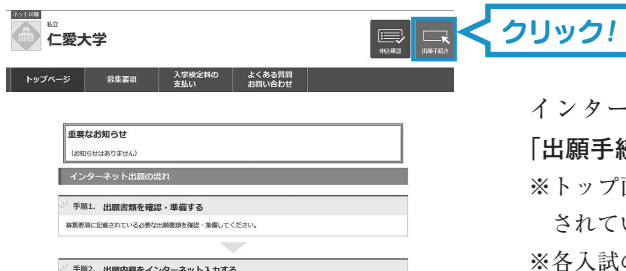 ネット出願
私立
仁愛大学
申込確認
出願手続き
クリック!
トップページ
募集要項
入学検定料の
支払い
よくある質問
お問い合わせ
重要なお知らせ
(お知らせはありません)
インターネット出願の流れ
手順1. 出願書類を確認・準備する
募集要項に記載されている必要な出願書類を確認・準備してください。
手順2. 出願内容をインターネット入力する
インター
「出願手続
※トップ画
されてい
※各入試の